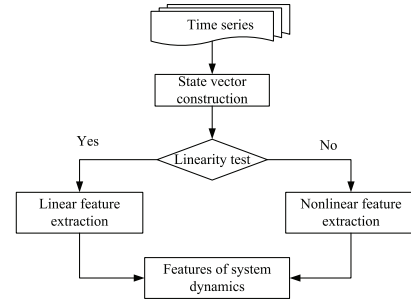 Time series
State vector
construction
Yes
No
Linearity test
Linear feature
extraction
Nonlinear feature
extraction
Features of system
dynamics